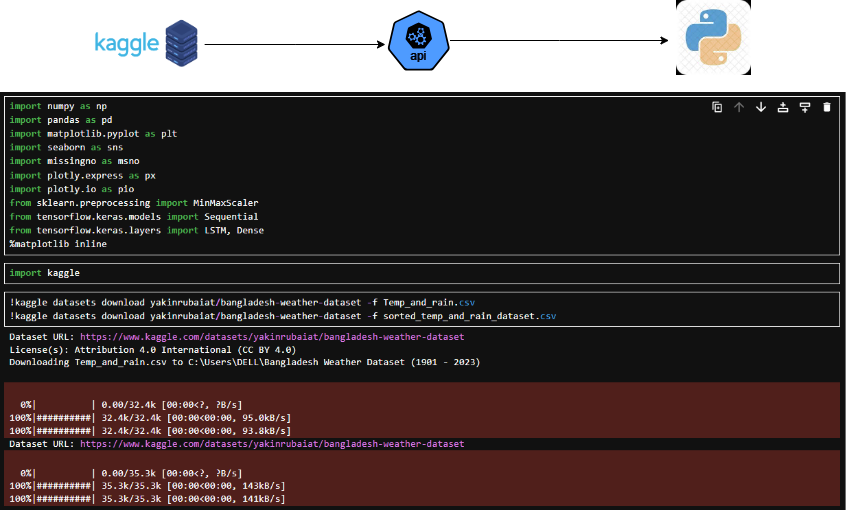 kaggle
api
import numpy as np
import pandas as pd
import matplotlib.pyplot as plt
import seaborn as sns
import missingno as msno
import plotly.express as px
import plotly.io as pio
from sklearn.preprocessing import MinMaxScaler
from tensorflow.keras.models import Sequential
from tensorflow.keras.layers import LSTM, Dense
%matplotlib inline
import kaggle
!kaggle datasets download yakinrubaiat/bangladesh-weather-dataset -f Temp_and_rain.csv
!kaggle datasets download yakinrubaiat/bangladesh-weather-dataset -f sorted_temp_and_rain_dataset.csv
Dataset URL: https://www.kaggle.com/datasets/yakinrubaiat/bangladesh-weather-dataset
License(s): Attribution 4.0 International (CC BY 4.0)
Downloading Temp_and_rain.csv to C:\Users\DELL\Bangladesh Weather Dataset (1901 - 2023)
0%|          | 0.00/32.4k [00:00<?, ?B/s]
100%|##########| 32.4k/32.4k [00:00<00:00, 95.0kB/s]
100%|##########| 32.4k/32.4k [00:00<00:00, 93.8kB/s]
Dataset URL: https://www.kaggle.com/datasets/yakinrubaiat/bangladesh-weather-dataset
0%|          | 0.00/35.3k [00:00<?, ?B/s]
100%|##########| 35.3k/35.3k [00:00<00:00, 143kB/s]
100%|##########| 35.3k/35.3k [00:00<00:00, 141kB/s]